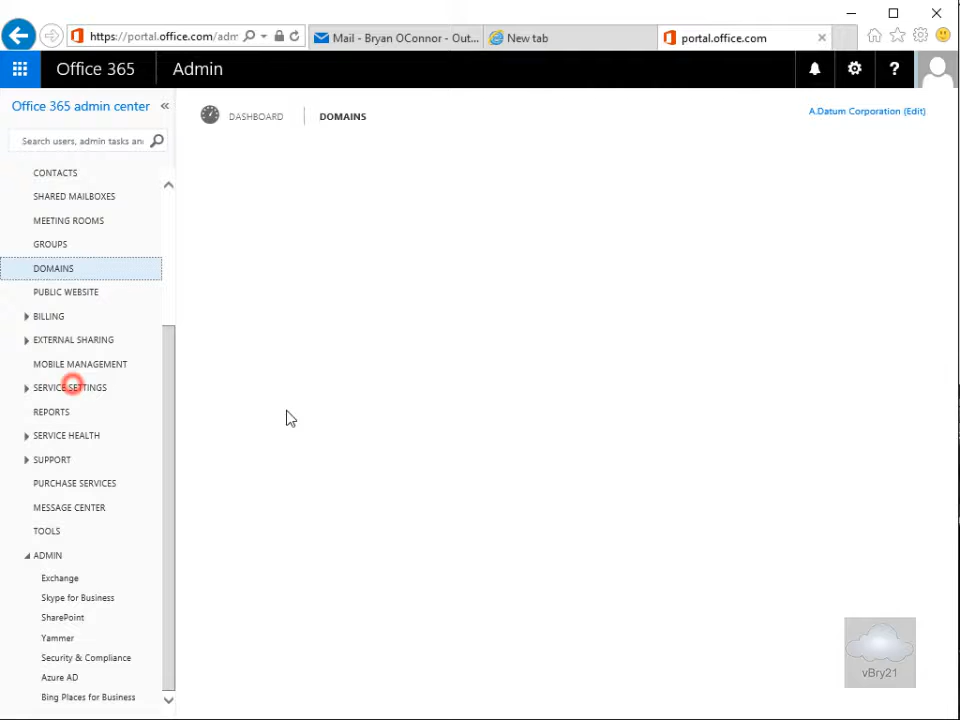 https://portal.office.com/adm
Mail - Bryan OConnor - Out...
New tab
portal.office.com
Office 365
Admin
?
Office 365 admin center «
DASHBOARD
DOMAINS
A.Datum Corporation (Edit)
Search users, admin tasks an
CONTACTS
SHARED MAILBOXES
MEETING ROOMS
GROUPS
DOMAINS
PUBLIC WEBSITE
BILLING
EXTERNAL SHARING
MOBILE MANAGEMENT
SERVICE SETTINGS
REPORTS
SERVICE HEALTH
SUPPORT
PURCHASE SERVICES
MESSAGE CENTER
TOOLS
ADMIN
Exchange
Skype for Business
SharePoint
Yammer
Security & Compliance
Azure AD
Bing Places for Business
vBry21